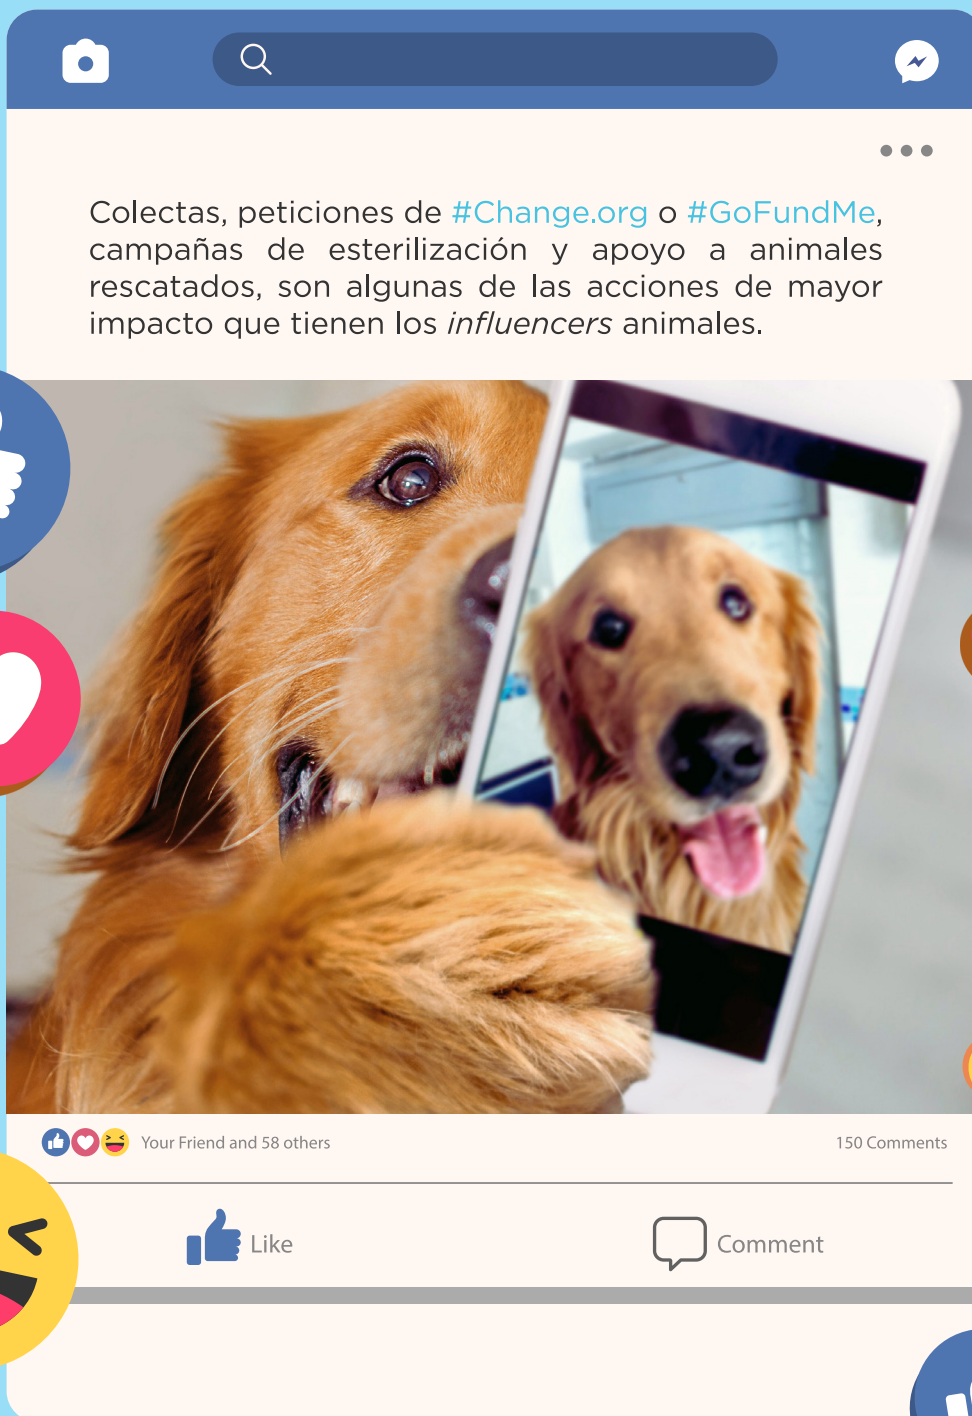 Colectas, peticiones de #Change.org o #GoFundMe,
campañas de esterilización y apoyo a animales
rescatados, son algunas de las acciones de mayor
impacto que tienen los influencers animales.
Your Friend and 58 others
150 Comments
Like
Comment